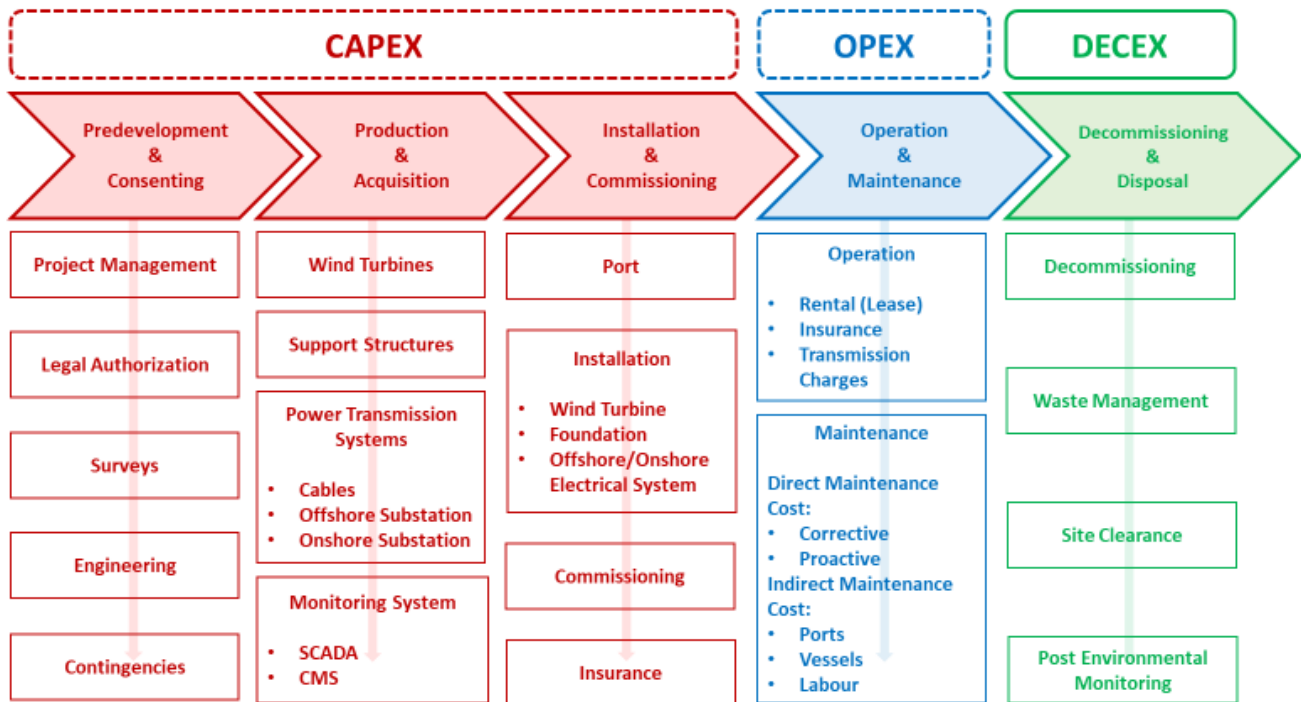 CAPEX
OPEX
DECEX
Predevelopment
&
Consenting
Production
&
Acquisition
Installation
&
Commissioning
Operation
&
Maintenance
Decommissioning
&
Disposal
Project Management
Legal Authorization
Surveys
Engineering
Contingencies
Wind Turbines
Support Structures
Power Transmission
Systems
• Cables
• Offshore Substation
• Onshore Substation
Monitoring System
• SCADA
• CMS
Port
Installation
• Wind Turbine
• Foundation
• Offshore/Onshore
Electrical System
Commissioning
Insurance
Operation
• Rental (Lease)
• Insurance
• Transmission
Charges
Maintenance
Direct Maintenance
Cost:
• Corrective
• Proactive
Indirect Maintenance
Cost:
• Ports
• Vessels
• Labour
Decommissioning
Waste Management
Site Clearance
Post Environmental
Monitoring